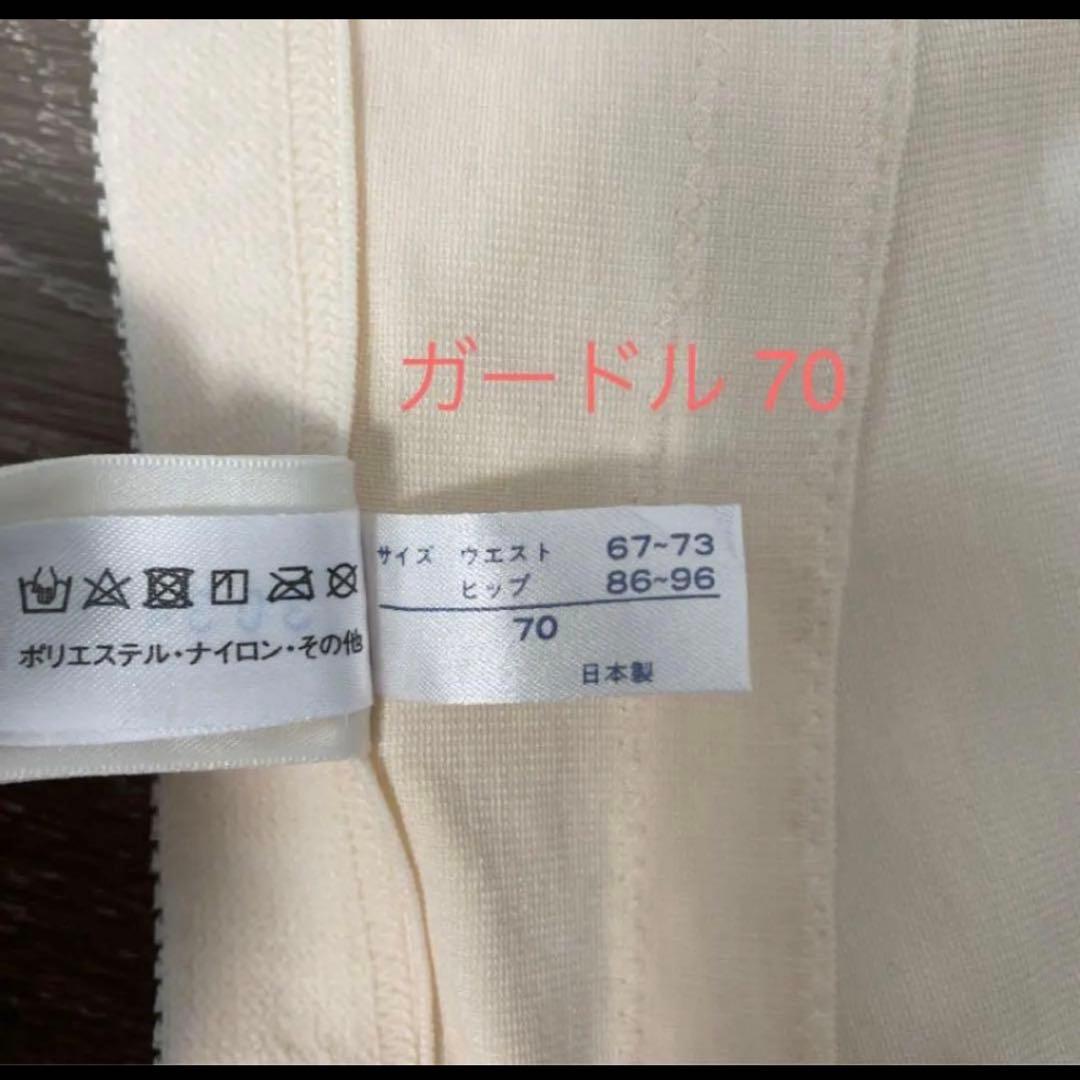 ガードル 70
サイズ ウエスト 67~73
ヒップ 86~96
70
日本製
ポリエステル・ナイロン・その他